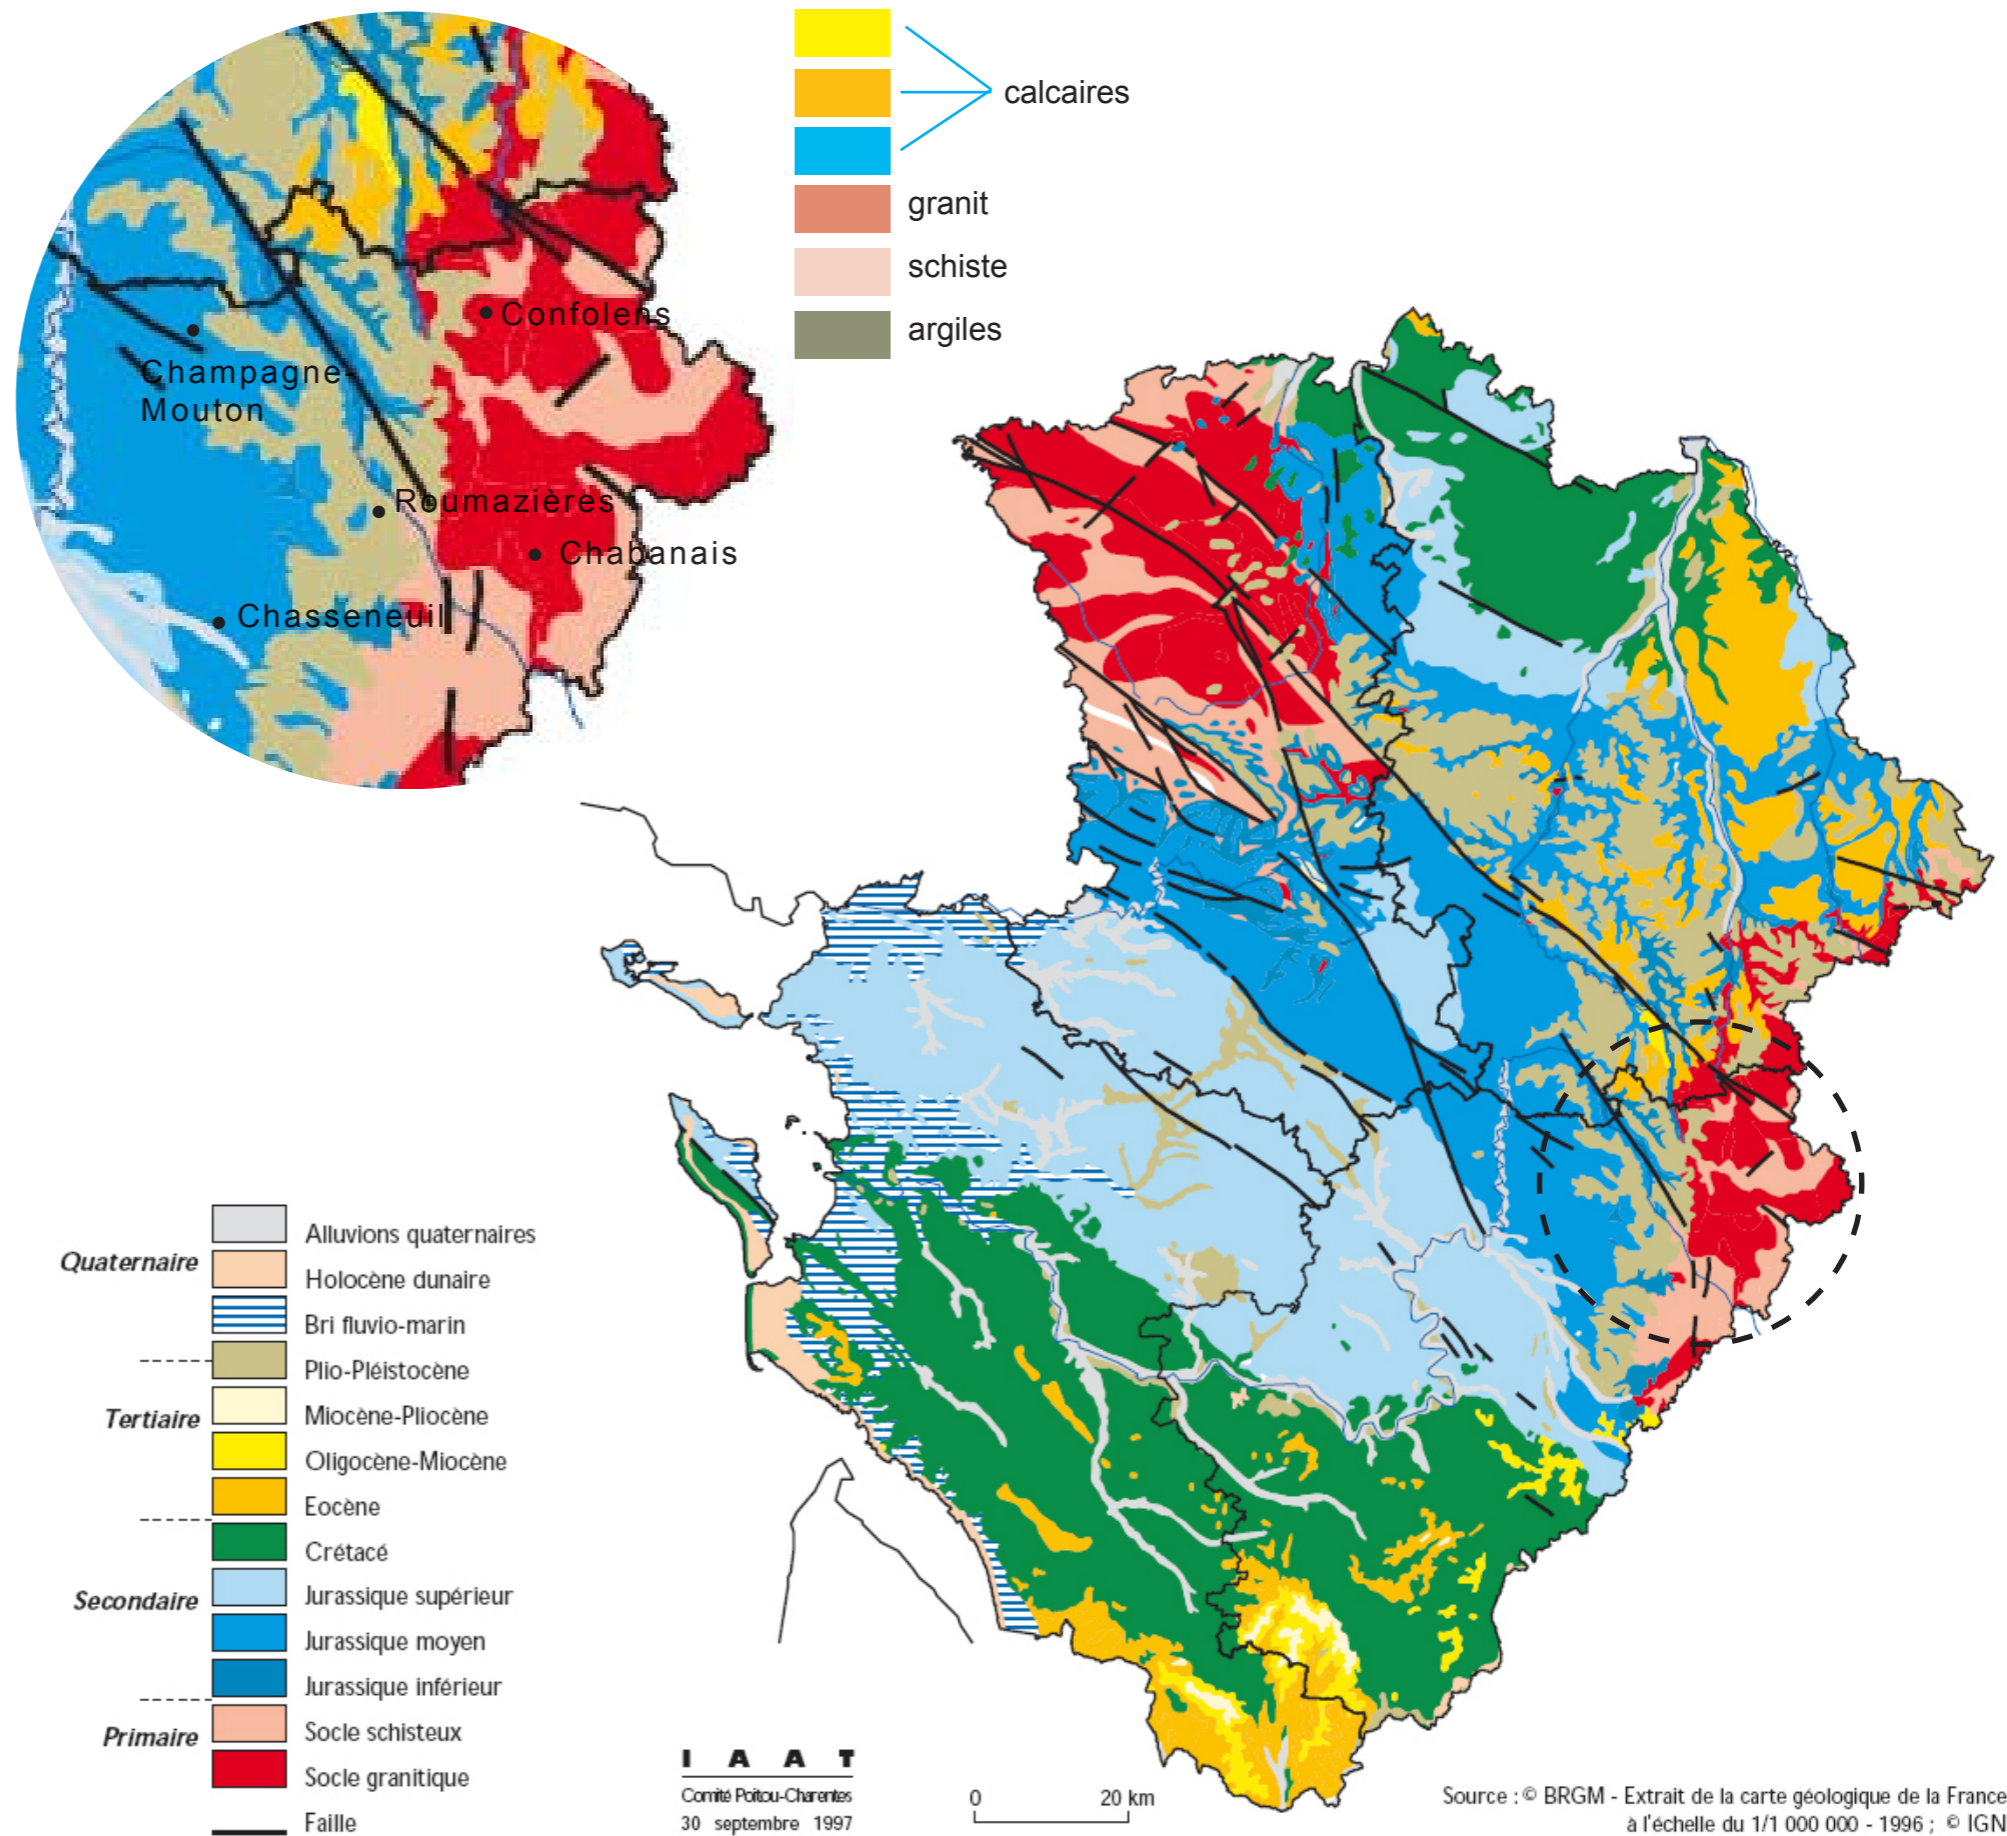 calcaires
granit
schiste
argiles
Confolens
Champagne-
Mouton
Roumazières
Chabanais
Chasseneuil
Quaternaire
Alluvions quaternaires
Holocène dunaire
Bri fluvio-marin
Plio-Pléistocène
Tertiaire
Miocène-Pliocène
Oligocène-Miocène
Eocène
Crétacé
Secondaire
Jurassique supérieur
Jurassique moyen
Jurassique inférieur
Primaire
Socle schisteux
Socle granitique
Faille
I A A T
Comité Poitou-Charentes
30 septembre 1997
0 20 km
Source : © BRGM - Extrait de la carte géologique de la France
à l'échelle du 1/1 000 000 - 1996 ; © IGN